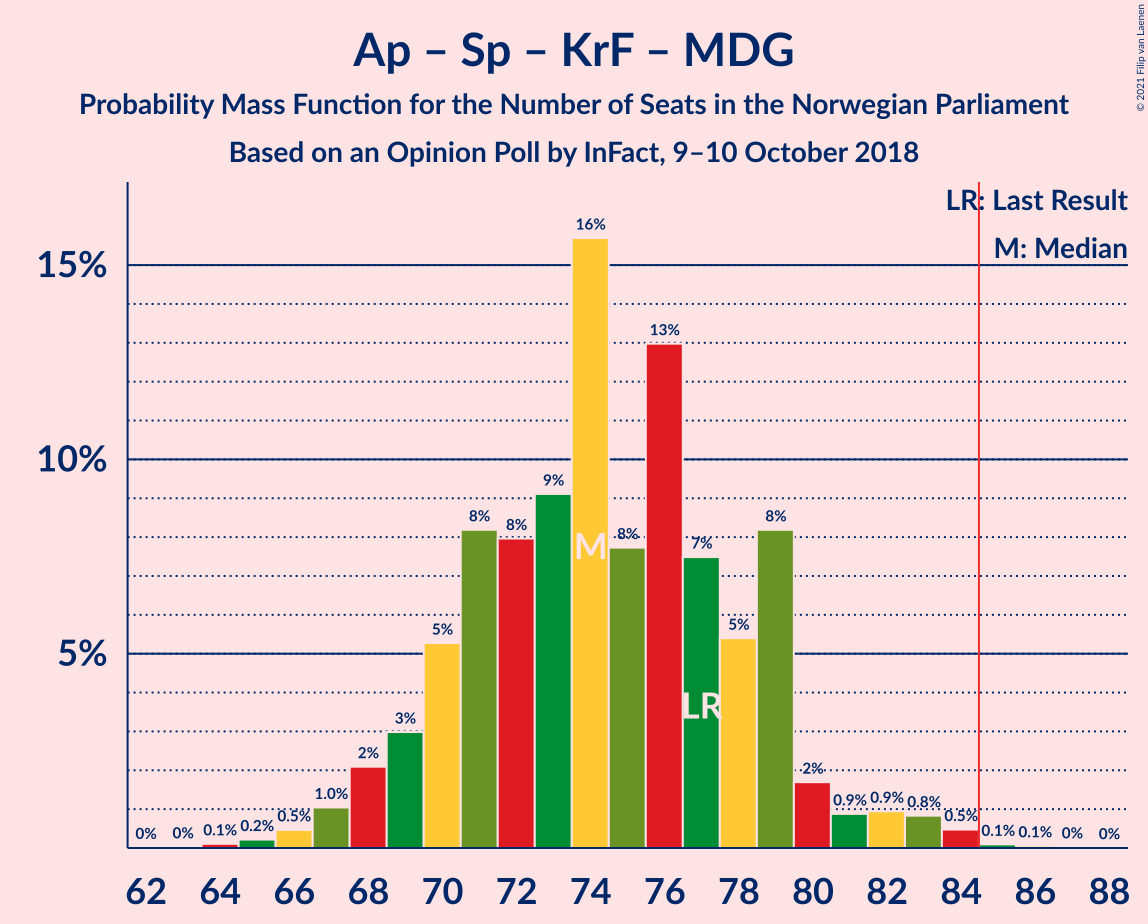 Ap – Sp – KrF – MDG
Probability Mass Function for the Number of Seats in the Norwegian Parliament
Based on an Opinion Poll by InFact, 9–10 October 2018
© 2021 Filip van Laenen
LR: Last Result
M: Median
15%
10%
5%
0% 0% 0.1% 0.2% 0.5% 1.0% 2% 3% 5% 8% 8% 9% 16% 8% 13% 7% 5% 8% 2% 0.9% 0.9% 0.8% 0.5% 0.1% 0.1% 0% 0%
M
LR
62 64 66 68 70 72 74 76 78 80 82 84 86 88